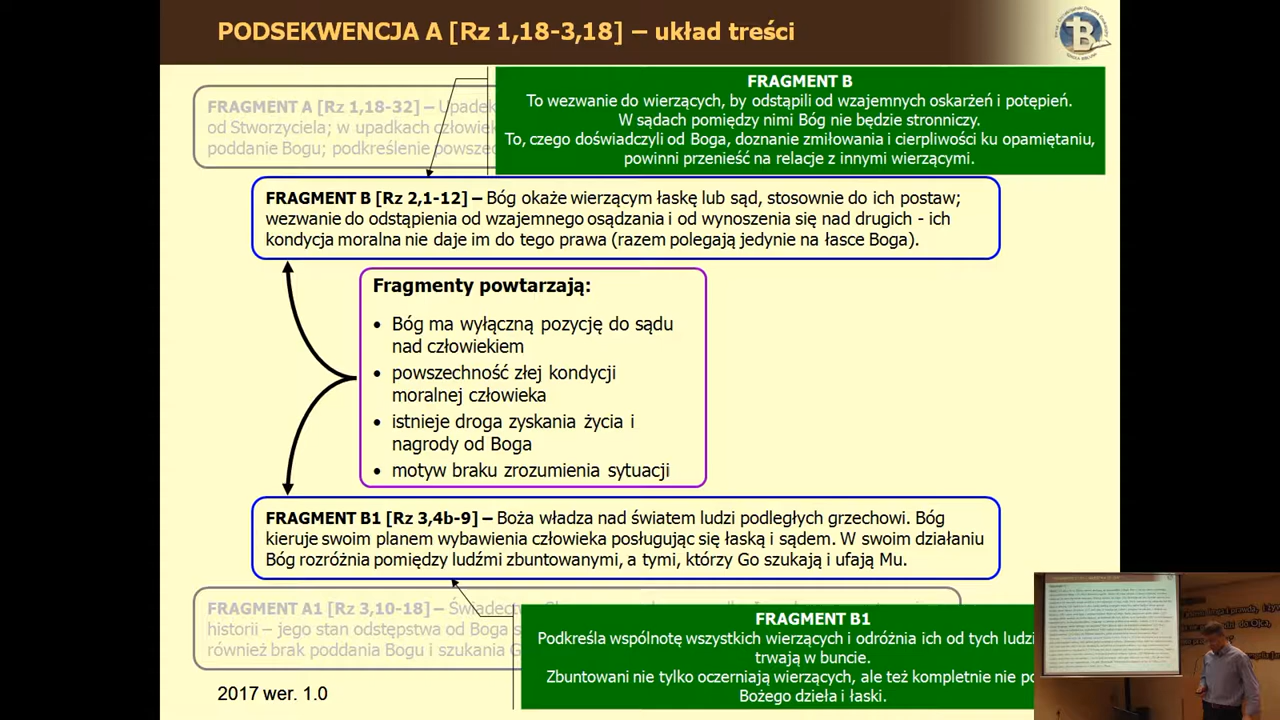 PODSEKWENCJA A [Rz 1,18-3,18] – układ treści
FRAGMENT A [Rz 1,18-32] – Upadek
od Stworzyciela; w upadkach człowiek
poddanie Bogu; podkreślenie powsze
FRAGMENT B
To wezwanie do wierzących, by odstąpili od wzajemnych oskarżeń i potępień.
W sądach pomiędzy nimi Bóg nie będzie stronniczy.
To, czego doświadczyli od Boga, doznanie zmiłowania i cierpliwości ku opamiętaniu,
powinni przenieść na relacje z innymi wierzącymi.
FRAGMENT B [Rz 2,1-12] – Bóg okaże wierzącym łaskę lub sąd, stosownie do ich postaw;
wezwanie do odstąpienia od wzajemnego osądzania i od wynoszenia się nad drugich - ich
kondycja moralna nie daje im do tego prawa (razem polegają jedynie na łasce Boga).
Fragmenty powtarzają:
• Bóg ma wyłączną pozycję do sądu
nad człowiekiem
• powszechność złej kondycji
moralnej człowieka
• istnieje droga zyskania życia i
nagrody od Boga
• motyw braku zrozumienia sytuacji
FRAGMENT B1 [Rz 3,4b-9] – Boża władza nad światem ludzi podległych grzechowi. Bóg
kieruje swoim planem wybawienia człowieka posługując się łaską i sądem. W swoim działaniu
Bóg rozróżnia pomiędzy ludźmi zbuntowanymi, a tymi, którzy Go szukają i ufają Mu.
FRAGMENT A1 [Rz 3,10-18] –
historii – jego stan odstępstwa od Boga
również brak poddania Bogu i szukania
FRAGMENT B1
Podkreśla wspólnotę wszystkich wierzących i odróżnia ich od tych ludzi
trwają w buncie.
Zbuntowani nie tylko oczerniają wierzących, ale też kompletnie nie
Bożego dzieła i łaski.
2017 wer. 1.0